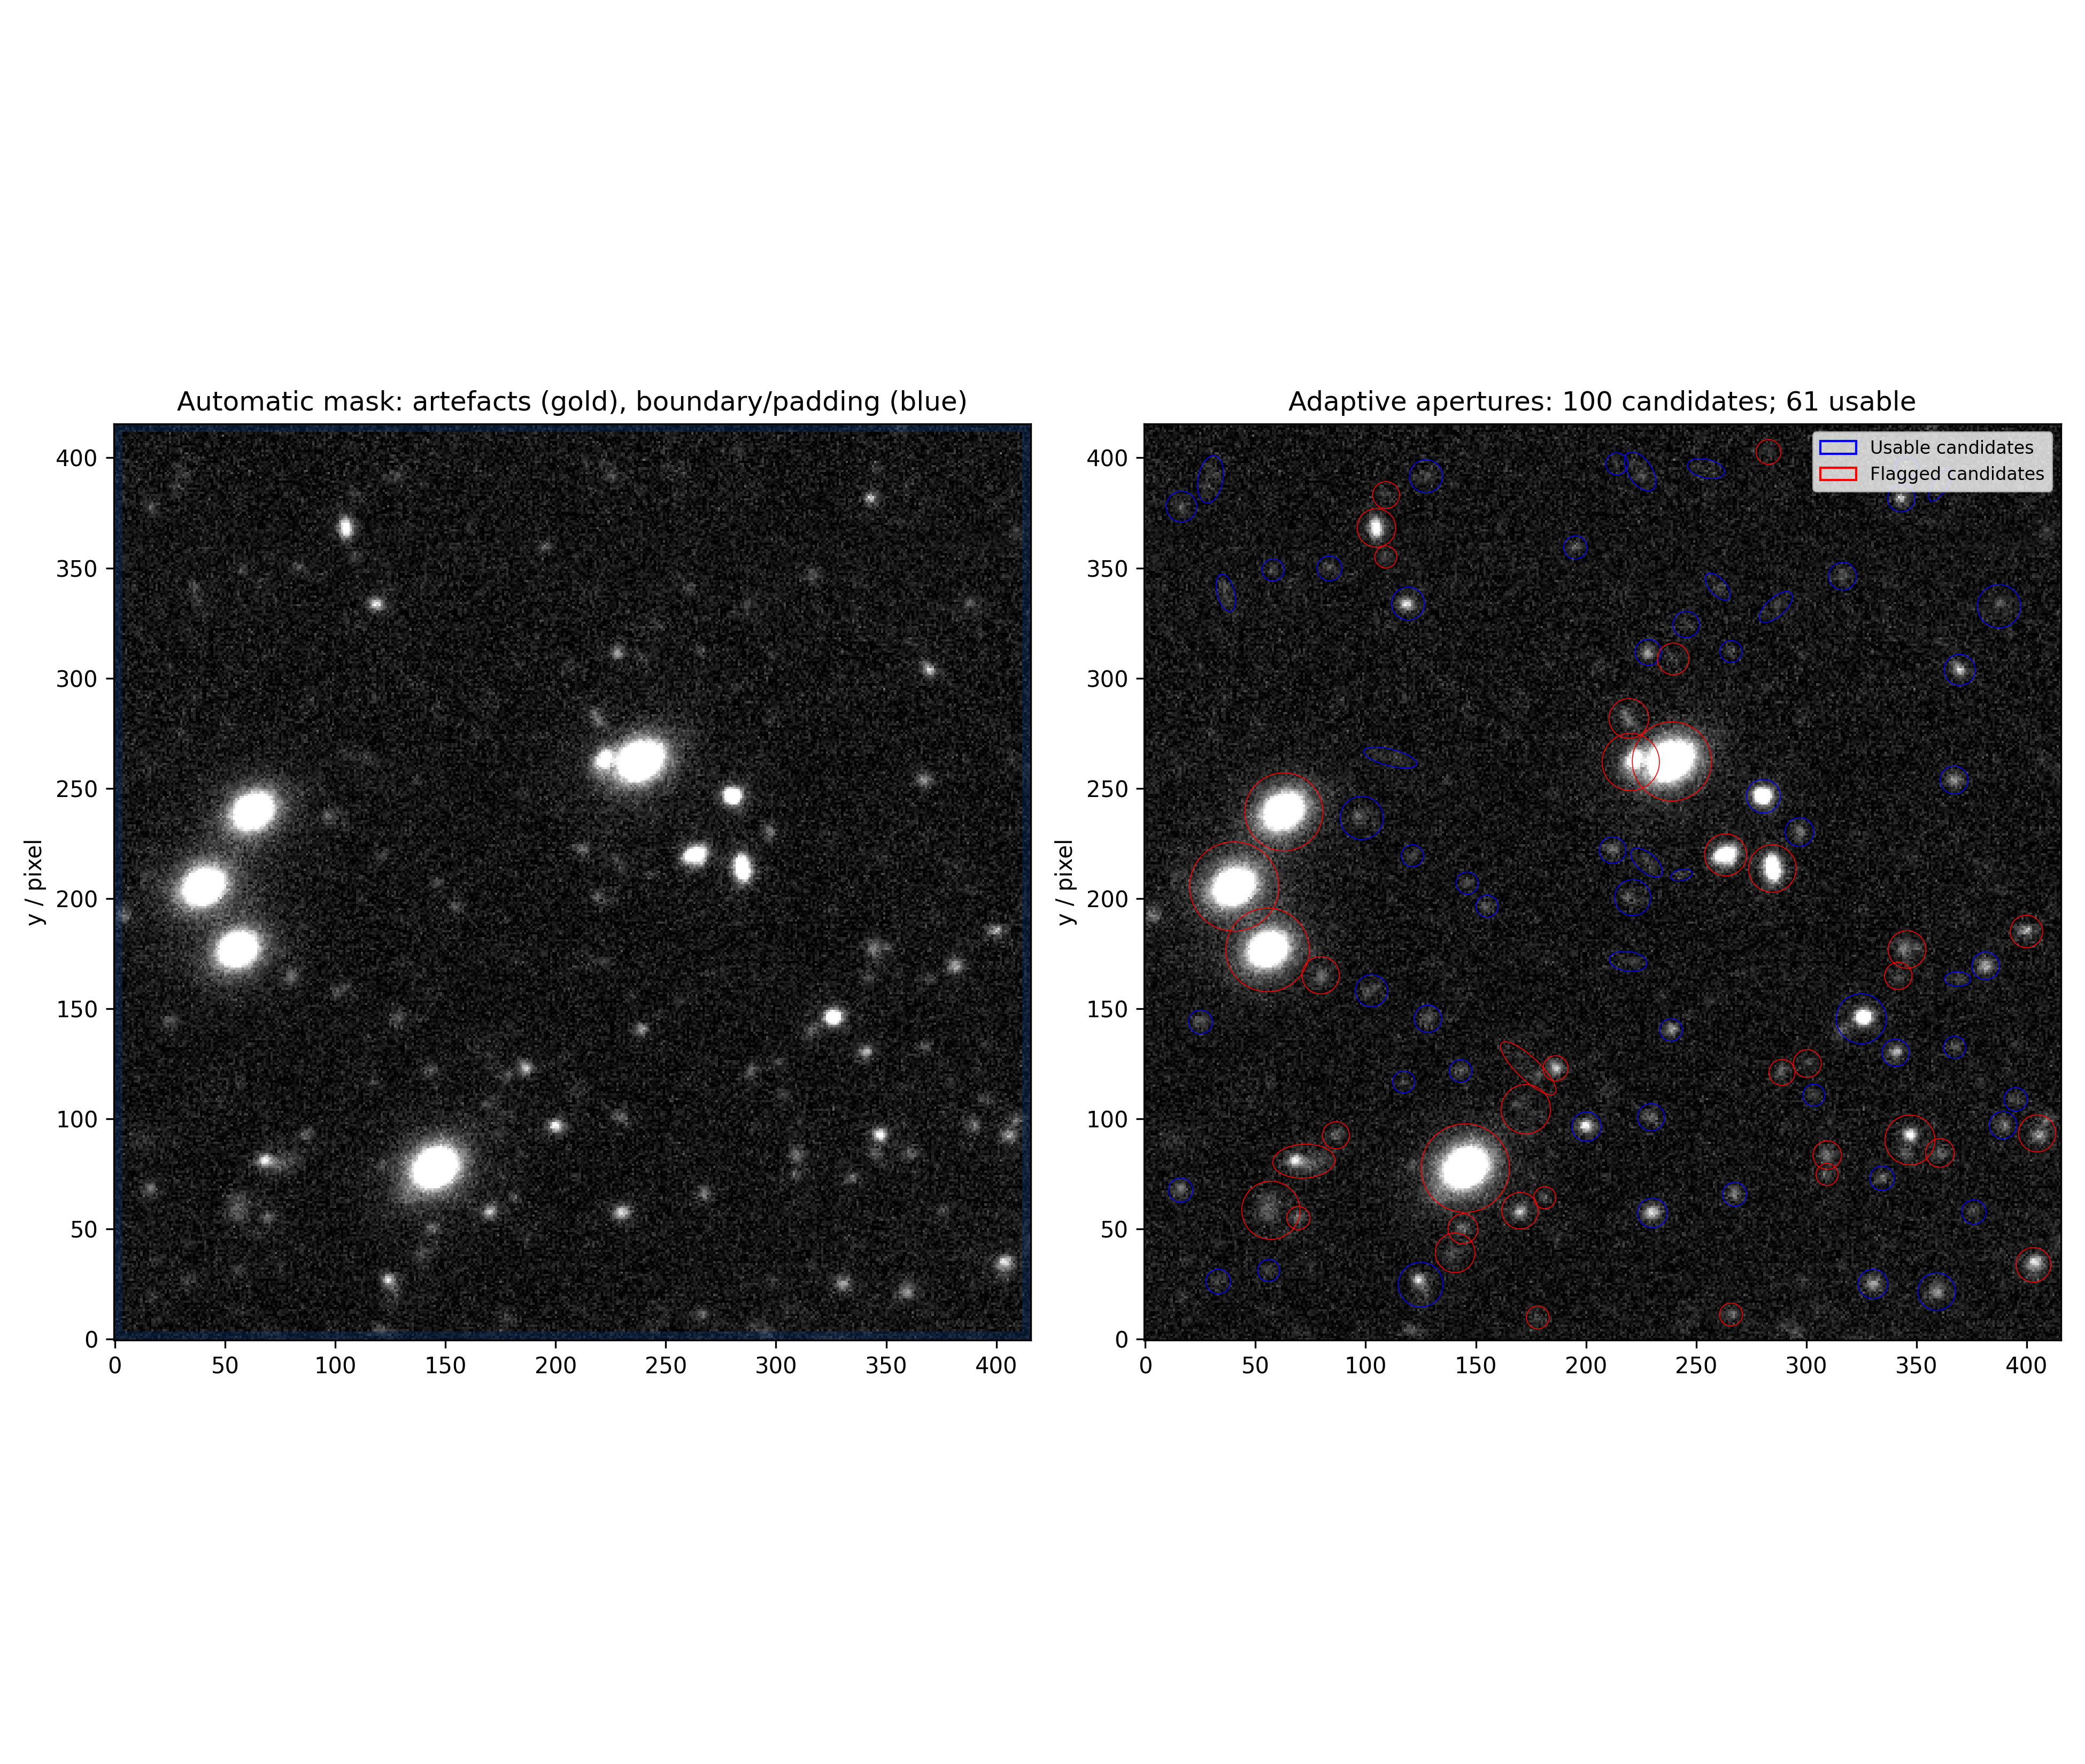 Automatic mask: artefacts (gold), boundary/padding (blue)
y / pixel
400
350
300
250
200
150
100
50
0
0 50 100 150 200 250 300 350 400
Adaptive apertures: 100 candidates; 61 usable
Usable candidates
Flagged candidates
y / pixel
400
350
300
250
200
150
100
50
0
0 50 100 150 200 250 300 350 400